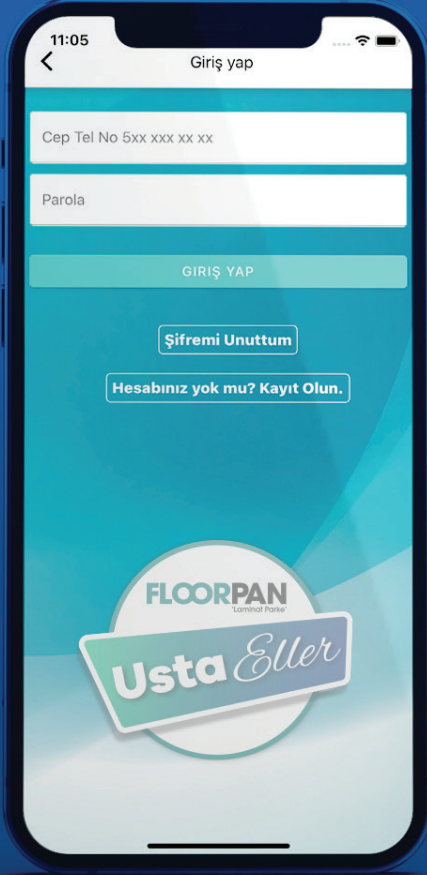 11:05
Giriş yap
Cep Tel No 5xx xxx xx xx
Parola
GIRIŞ YAP
Şifremi Unuttum
Hesabınız yok mu? Kayıt Olun.
FLOORPAN
'Laminat Parke'
Usta Eller